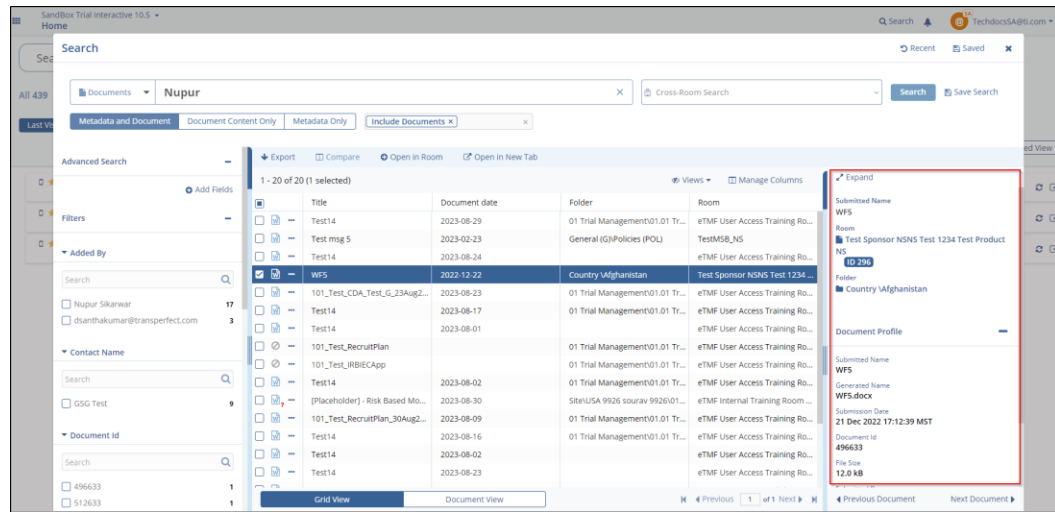 SandBox Trial Interactive 10.5
Home
Search
TechdocsSA@ti.com
Search
Recent
Saved
All 439
Documents
Nupur
Cross-Room Search
Search
Save Search
Last Vi
Metadata and Document
Document Content Only
Metadata Only
Include Documents ×
ed View
Advanced Search
Add Fields
Filters
Added By
Search
Nupur Sikarwar 17
dsanthakumar@transperfect.com 3
Contact Name
Search
GSG Test 9
Document Id
Search
496633 1
512633 1
Export
Compare
Open in Room
Open in New Tab
1 - 20 of 20 (1 selected)
Views
Manage Columns
Title Document date Folder Room
Test14 2023-08-29 01 Trial Management\01.01 Tr... eTMF User Access Training Ro...
Test msg 5 2023-02-23 General (G)\Policies (POL) TestMSB_NS
Test14 2023-08-24 eTMF User Access Training Ro...
WF5 2022-12-22 Country \Afghanistan Test Sponsor NSNS Test 1234 ...
101_Test_CDA_Test_G_23Aug2... 2023-08-23 01 Trial Management\01.01 Tr... eTMF User Access Training Ro...
Test14 2023-08-17 01 Trial Management\01.01 Tr... eTMF User Access Training Ro...
Test14 2023-08-01 eTMF User Access Training Ro...
101_Test_RecruitPlan 01 Trial Management\01.01 Tr... eTMF User Access Training Ro...
101_Test_IRBIECApp 01 Trial Management\01.01 Tr... eTMF User Access Training Ro...
Test14 2023-08-02 01 Trial Management\01.01 Tr... eTMF User Access Training Ro...
[Placeholder] - Risk Based Mo... 2023-08-30 Site\USA 9926 sourav 9926\01... eTMF Internal Training Room ...
101_Test_RecruitPlan_30Aug2... 2023-08-09 01 Trial Management\01.01 Tr... eTMF User Access Training Ro...
Test14 2023-08-16 01 Trial Management\01.01 Tr... eTMF User Access Training Ro...
Test14 2023-08-02 eTMF User Access Training Ro...
Test14 2023-08-23 eTMF User Access Training Ro...
Grid View
Document View
Previous 1 of 1 Next
Expand
Submitted Name
WF5
Room
Test Sponsor NSNS Test 1234 Test Product
NS
ID 296
Folder
Country \Afghanistan
Document Profile
Submitted Name
WF5
Generated Name
WF5.docx
Submission Date
21 Dec 2022 17:12:39 MST
Document Id
496633
File Size
12.0 kB
Previous Document
Next Document